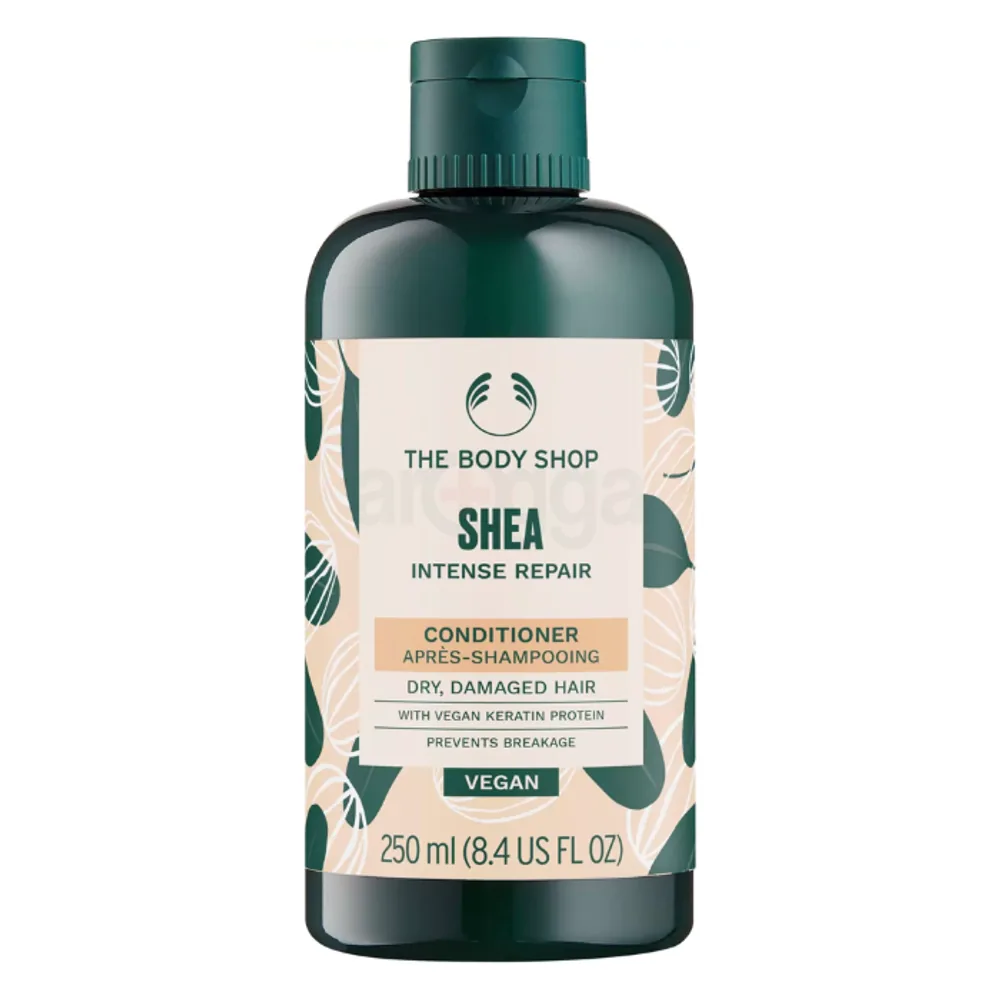 THE BODY SHOP
SHEA
INTENSE REPAIR
CONDITIONER
APRÈS-SHAMPOOING
DRY, DAMAGED HAIR
WITH VEGAN KERATIN PROTEIN
PREVENTS BREAKAGE
VEGAN
250 ml (8.4 US FL OZ)